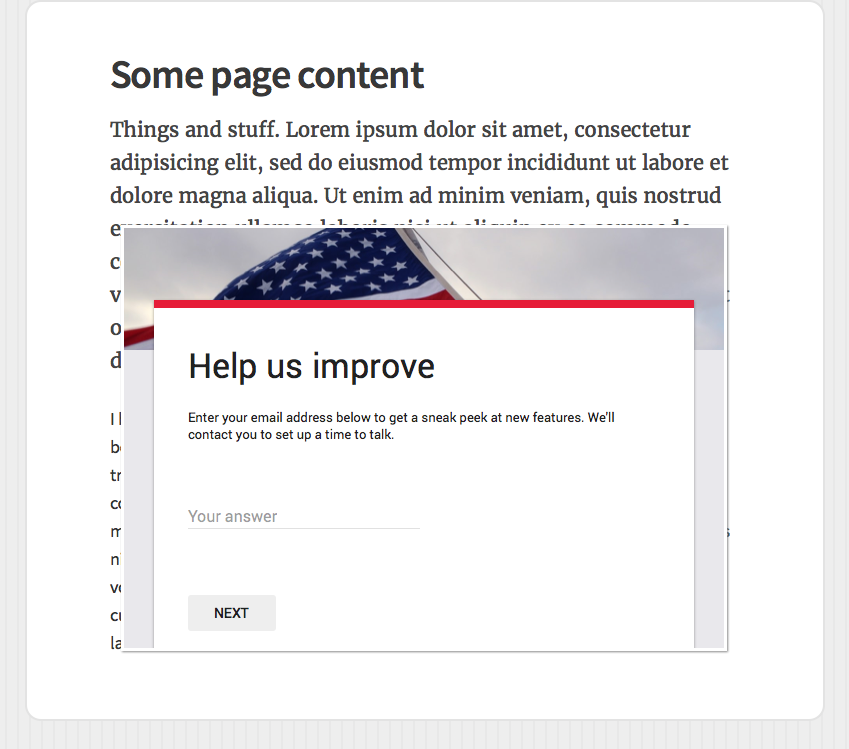 Some page content
Things and stuff. Lorem ipsum dolor sit amet, consectetur
adipisicing elit, sed do eiusmod tempor incididunt ut labore et
dolore magna aliqua. Ut enim ad minim veniam, quis nostrud
Help us improve
Enter your email address below to get a sneak peek at new features. We'll
contact you to set up a time to talk.
Your answer
NEXT